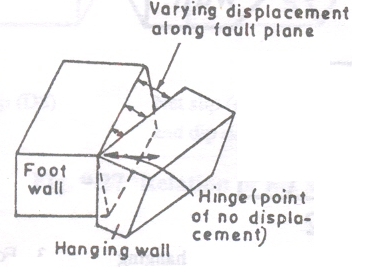 Varying displacement
along fault plane
Foot
wall
Hinge(point
of no displa-
cement)
Hanging wall